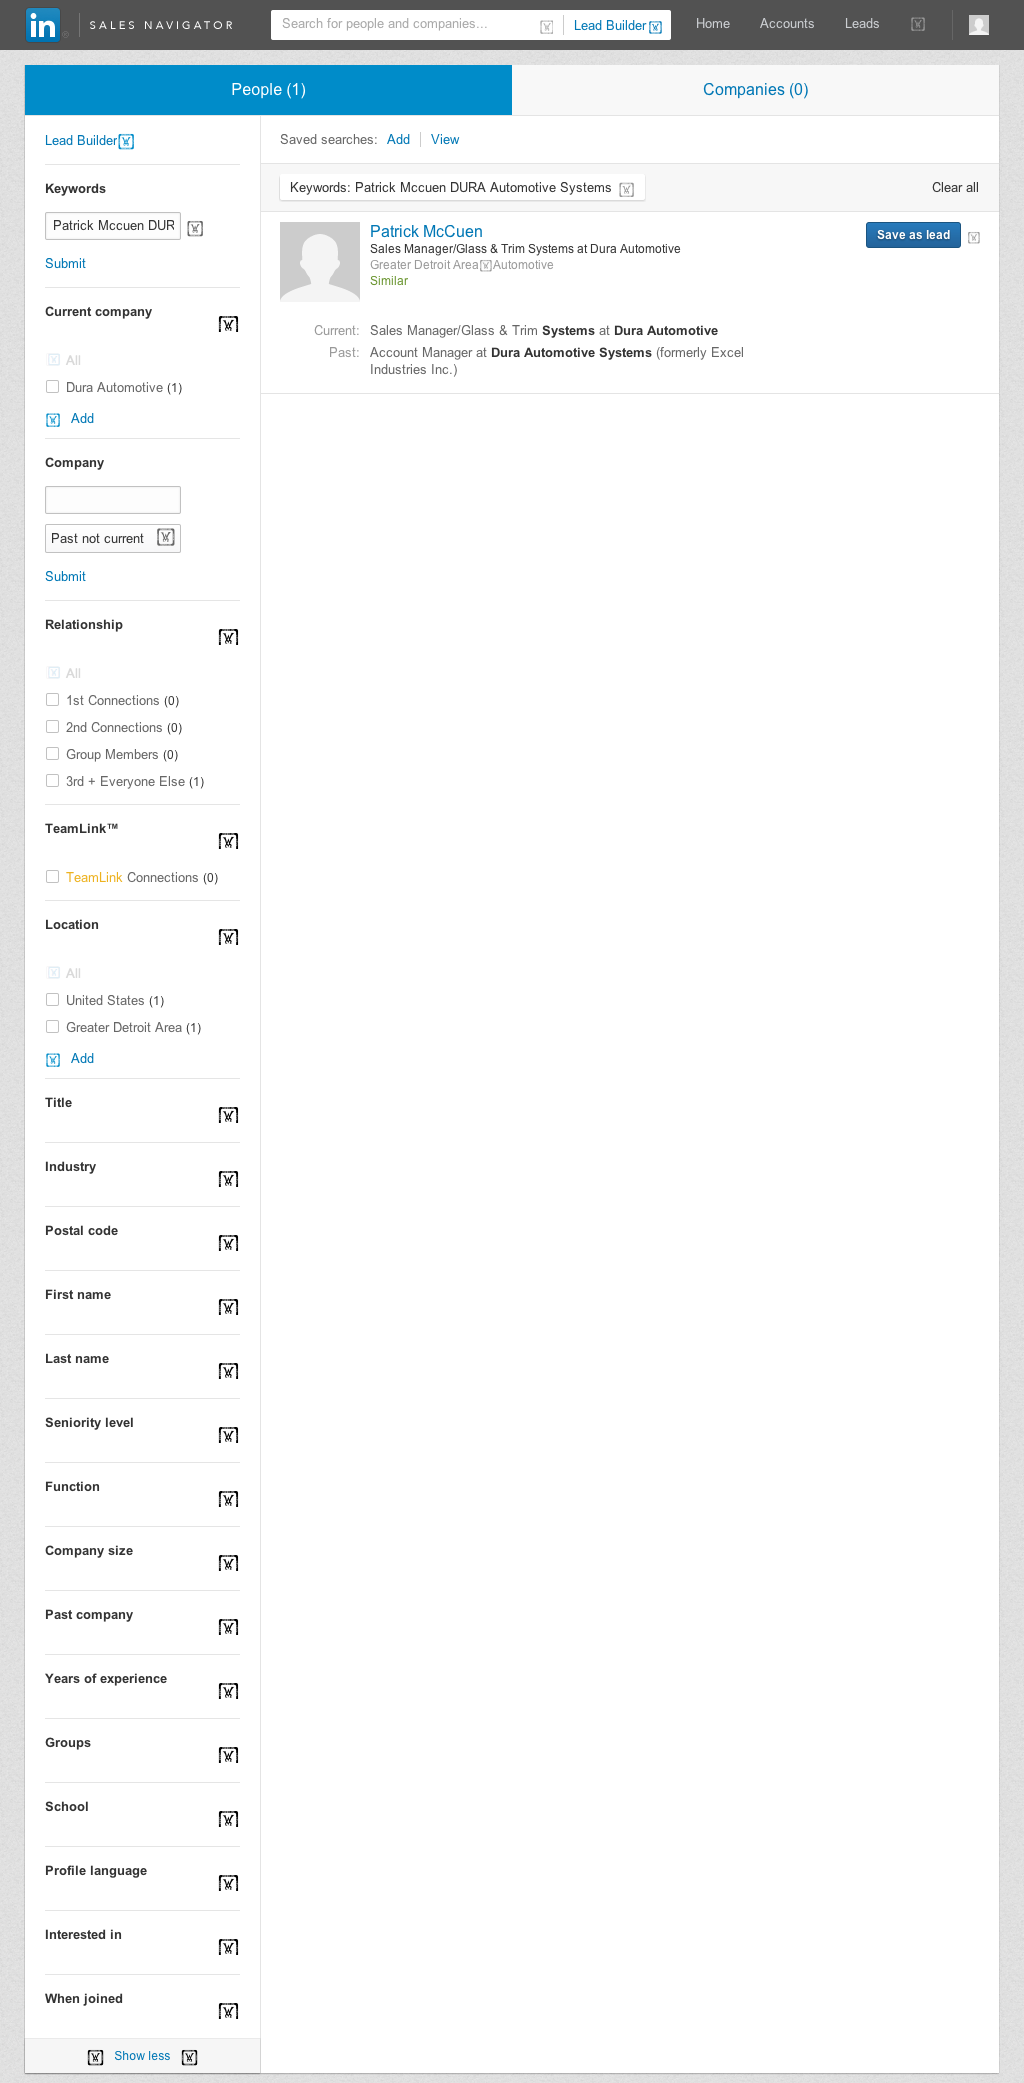 in SALES NAVIGATOR Search for people and companies... Lead Builder Home Accounts Leads
People (1) Companies (0)
Lead Builder
Keywords
Patrick Mccuen DUR
Submit
Current company
All
Dura Automotive (1)
Add
Company
Past not current
Submit
Relationship
All
1st Connections (0)
2nd Connections (0)
Group Members (0)
3rd + Everyone Else (1)
TeamLink™
TeamLink Connections (0)
Location
All
United States (1)
Greater Detroit Area (1)
Add
Title
Industry
Postal code
First name
Last name
Seniority level
Function
Company size
Past company
Years of experience
Groups
School
Profile language
Interested in
When joined
Show less
Saved searches: Add View
Keywords: Patrick Mccuen DURA Automotive Systems Clear all
Patrick McCuen Save as lead
Sales Manager/Glass & Trim Systems at Dura Automotive
Greater Detroit Area Automotive
Similar
Current: Sales Manager/Glass & Trim Systems at Dura Automotive
Past: Account Manager at Dura Automotive Systems (formerly Excel
Industries Inc.)